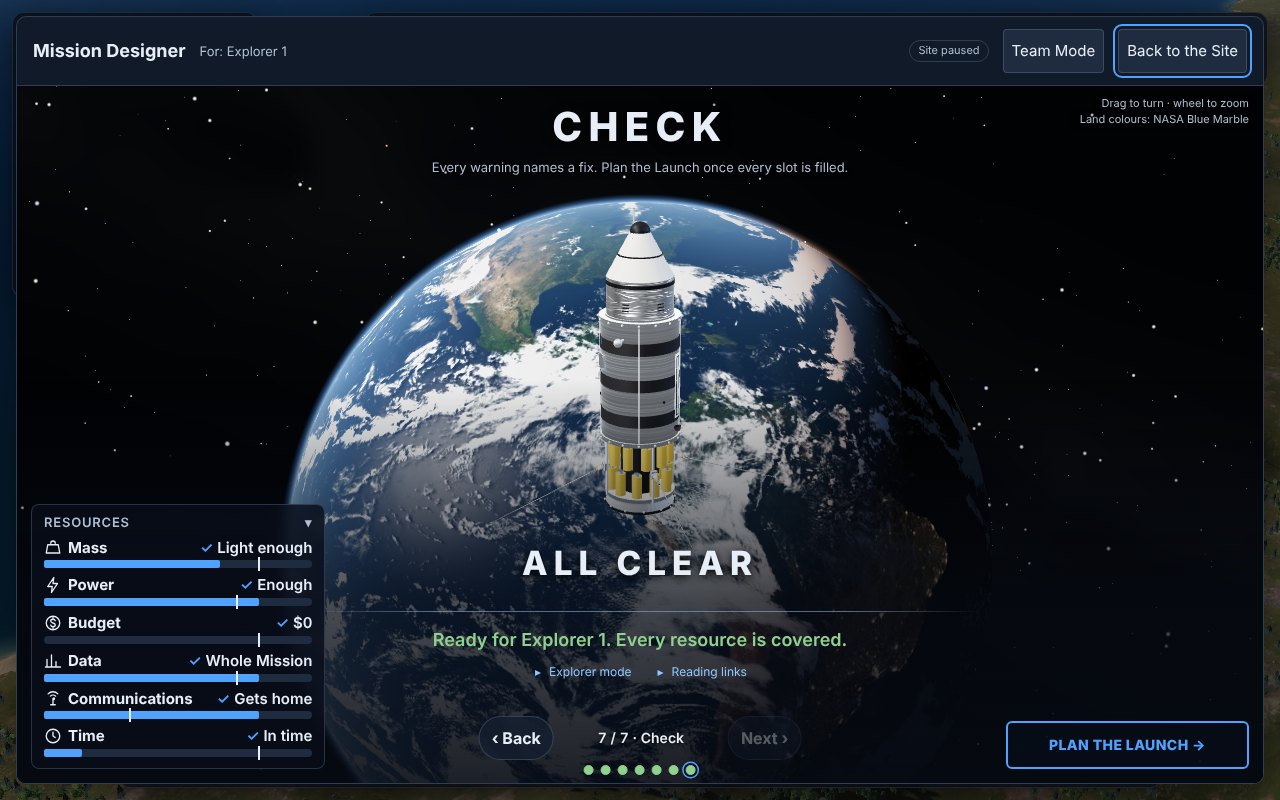 Mission Designer For: Explorer 1 Site paused Team Mode Back to the Site
Drag to turn · wheel to zoom
Land colours: NASA Blue Marble
CHECK
Every warning names a fix. Plan the Launch once every slot is filled.
RESOURCES ▾
Mass ✓ Light enough
Power ✓ Enough
Budget ✓ $0
Data ✓ Whole Mission
Communications ✓ Gets home
Time ✓ In time
ALL CLEAR
Ready for Explorer 1. Every resource is covered.
▸ Explorer mode ▸ Reading links
‹ Back 7 / 7 · Check Next ›
PLAN THE LAUNCH →